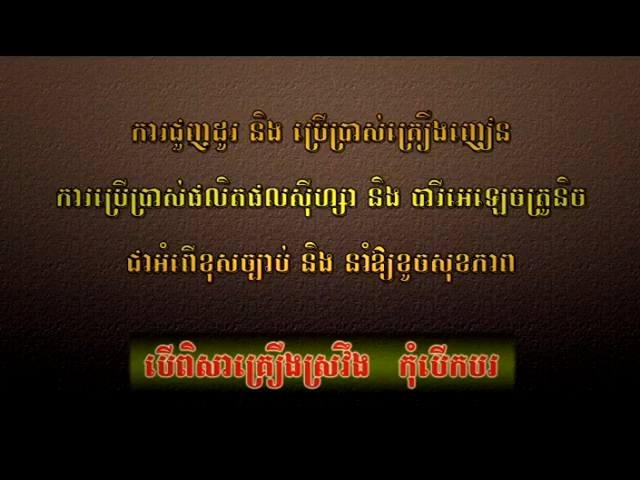 ការជួញដូរ និង ប្រើប្រាស់គ្រឿងញៀន
ការប្រើប្រាស់ផលិតផលស៊ីហ្សា និង បារីអេឡេចត្រូនិច
ជាអំពើខុសច្បាប់ និង នាំឱ្យខូចសុខភាព
បើពិសាគ្រឿងស្រវឹង កុំបើកបរ